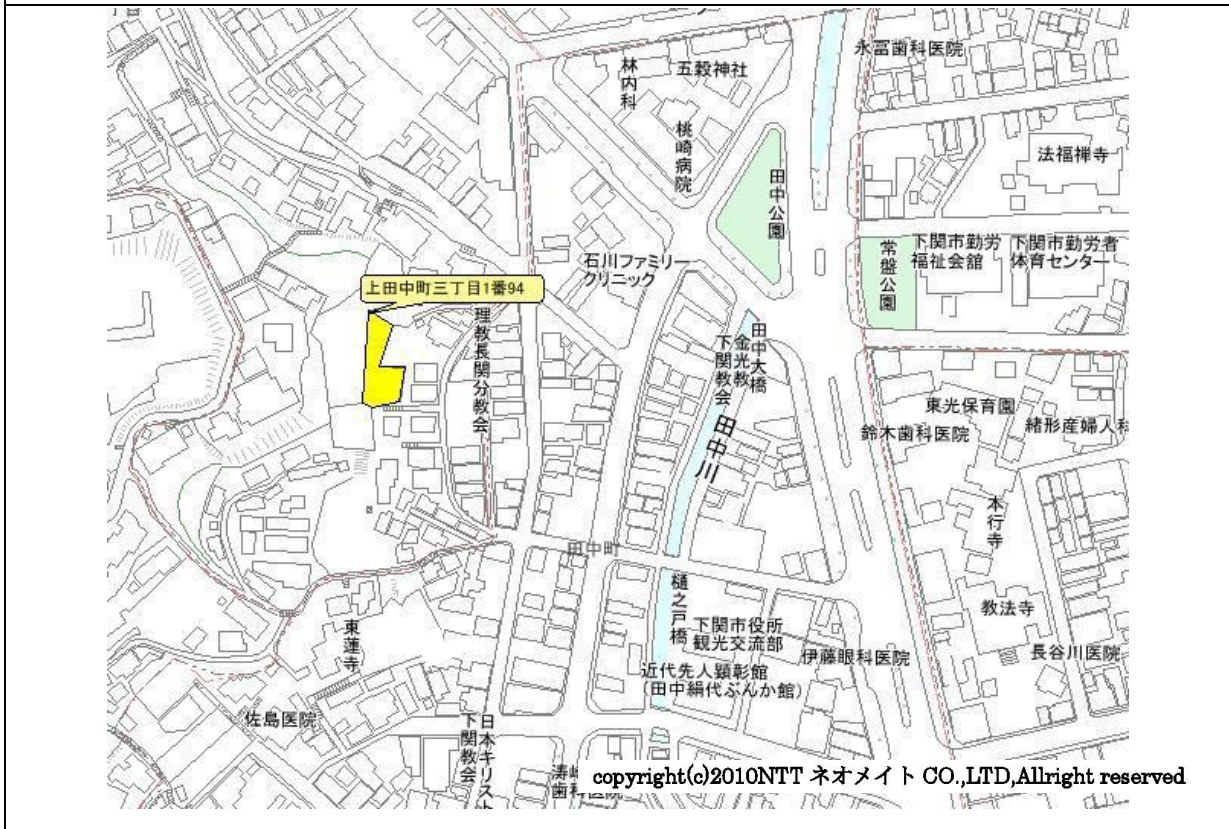 永冨歯科医院
林内科
五穀神社
桃崎病院
田中公園
法福禅寺
石川ファミリー
クリニック
常盤公園
下関市勤労
福祉会館
下関市勤労者
体育センター
上田中町三丁目1番94
理教長関分教会
田中大橋
金光教
下関教会
田中川
東光保育園
鈴木歯科医院
緒形産婦人科
本行寺
田中町
樋之戸橋
下関市役所
観光交流部
教法寺
東蓮寺
伊藤眼科医院
長谷川医院
近代先人顕彰館
(田中絹代ぶんか館)
佐島医院
日本キリスト
下関教会
copyright(c)2010NTT ネオメイト CO.,LTD,Allright reserved